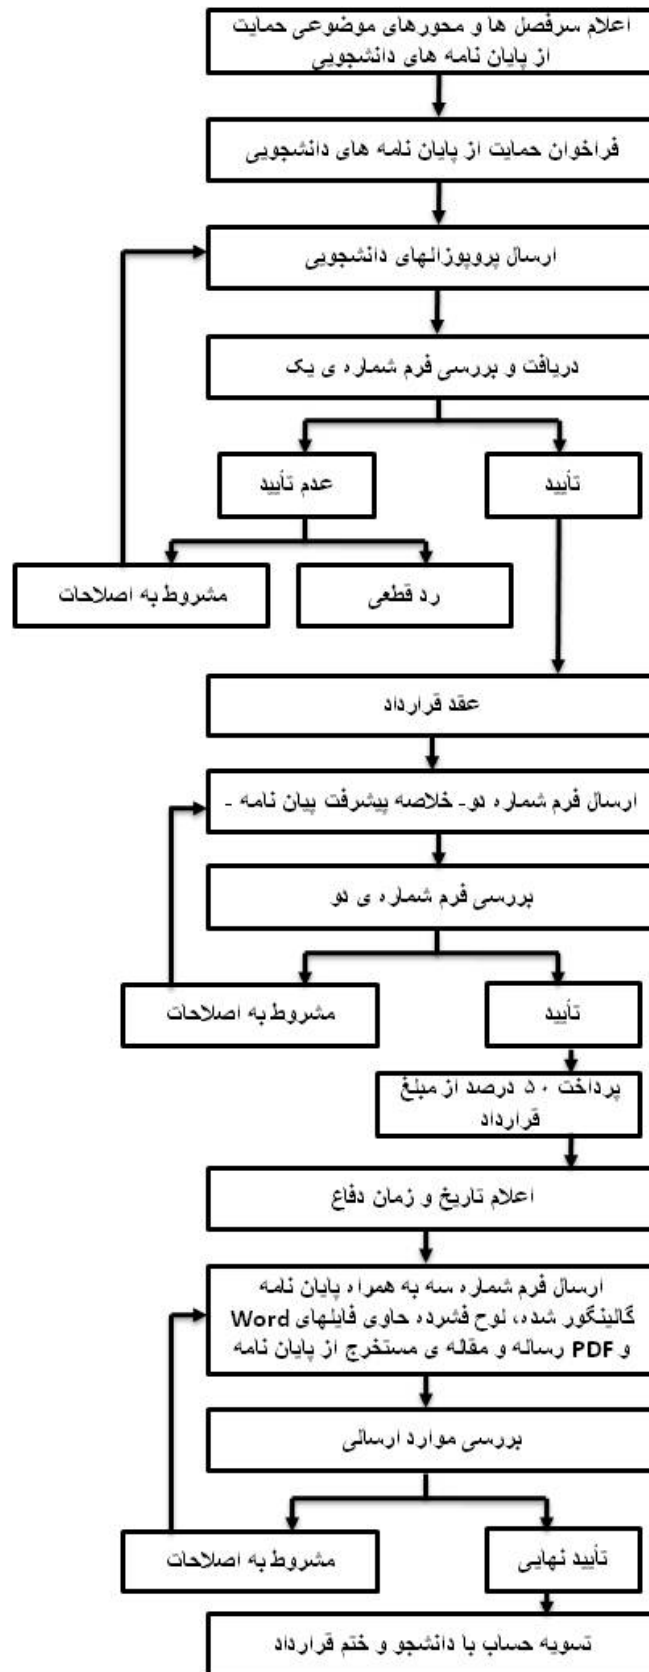 اعلام سرفصل ها و محورهای موضوعی حمایت
از پایان نامه های دانشجویی
فراخوان حمایت از پایان نامه های دانشجویی
ارسال پروپوزالهای دانشجویی
دریافت و بررسی فرم شماره ی یک
تأیید
عدم تأیید
رد قطعی
مشروط به اصلاحات
عقد قرارداد
ارسال فرم شماره دو- خلاصه پیشرفت پیان نامه -
بررسی فرم شماره ی دو
تأیید
مشروط به اصلاحات
پرداخت ۵۰ درصد از مبلغ
قرارداد
اعلام تاریخ و زمان دفاع
ارسال فرم شماره سه به همراه پایان نامه
گالینگور شده، لوح فشرده حاوی فایلهای Word
و PDF رساله و مقاله ی مستخرج از پایان نامه
بررسی موارد ارسالی
تأیید نهایی
مشروط به اصلاحات
تسویه حساب با دانشجو و ختم قرارداد